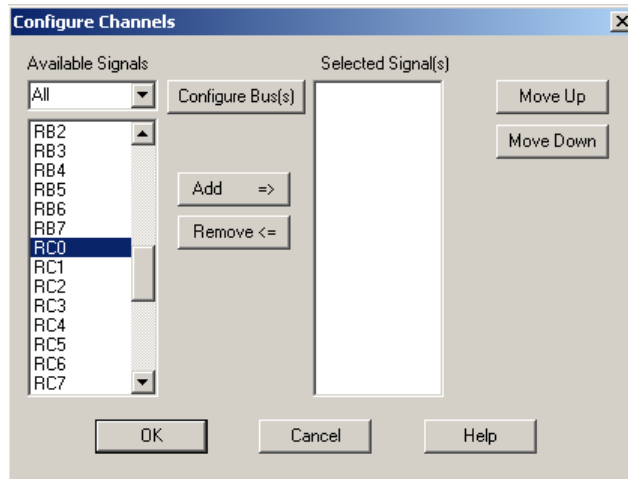 Configure Channels
Available Signals
Selected Signal(s)
All
Configure Bus(s)
Move Up
Move Down
RB2
RB3
RB4
RB5
RB6
RB7
RC0
RC1
RC2
RC3
RC4
RC5
RC6
RC7
Add =>
Remove <=
OK
Cancel
Help